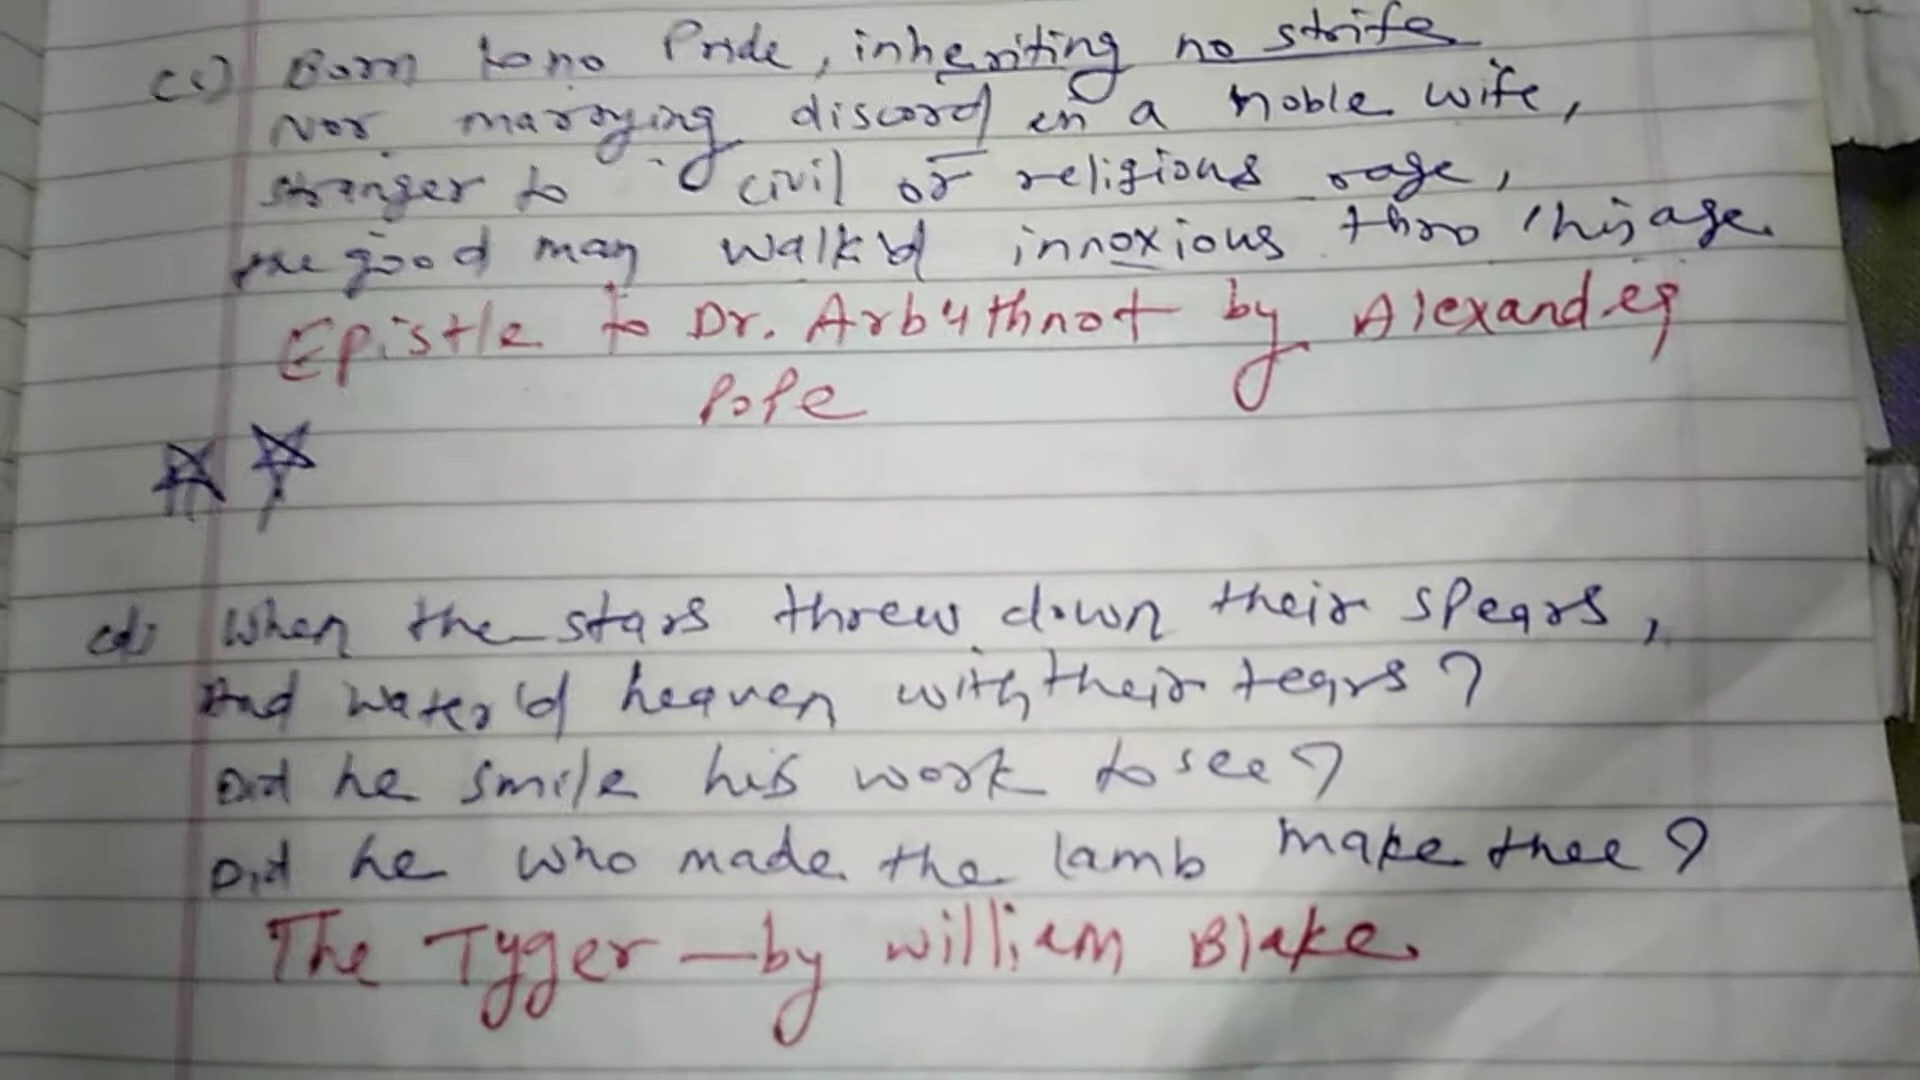 (c) Born to no Pride, inheriting no strife
Nor marrying discord in a noble wife,
stranger to civil or religious rage,
the good man walk'd innoxious thro' his age.
Epistle to Dr. Arbuthnot by Alexander
Pope
(d) When the stars threw down their spears,
And water'd heaven with their tears?
Did he smile his work to see?
Did he who made the lamb make thee?
The Tyger – by William Blake.